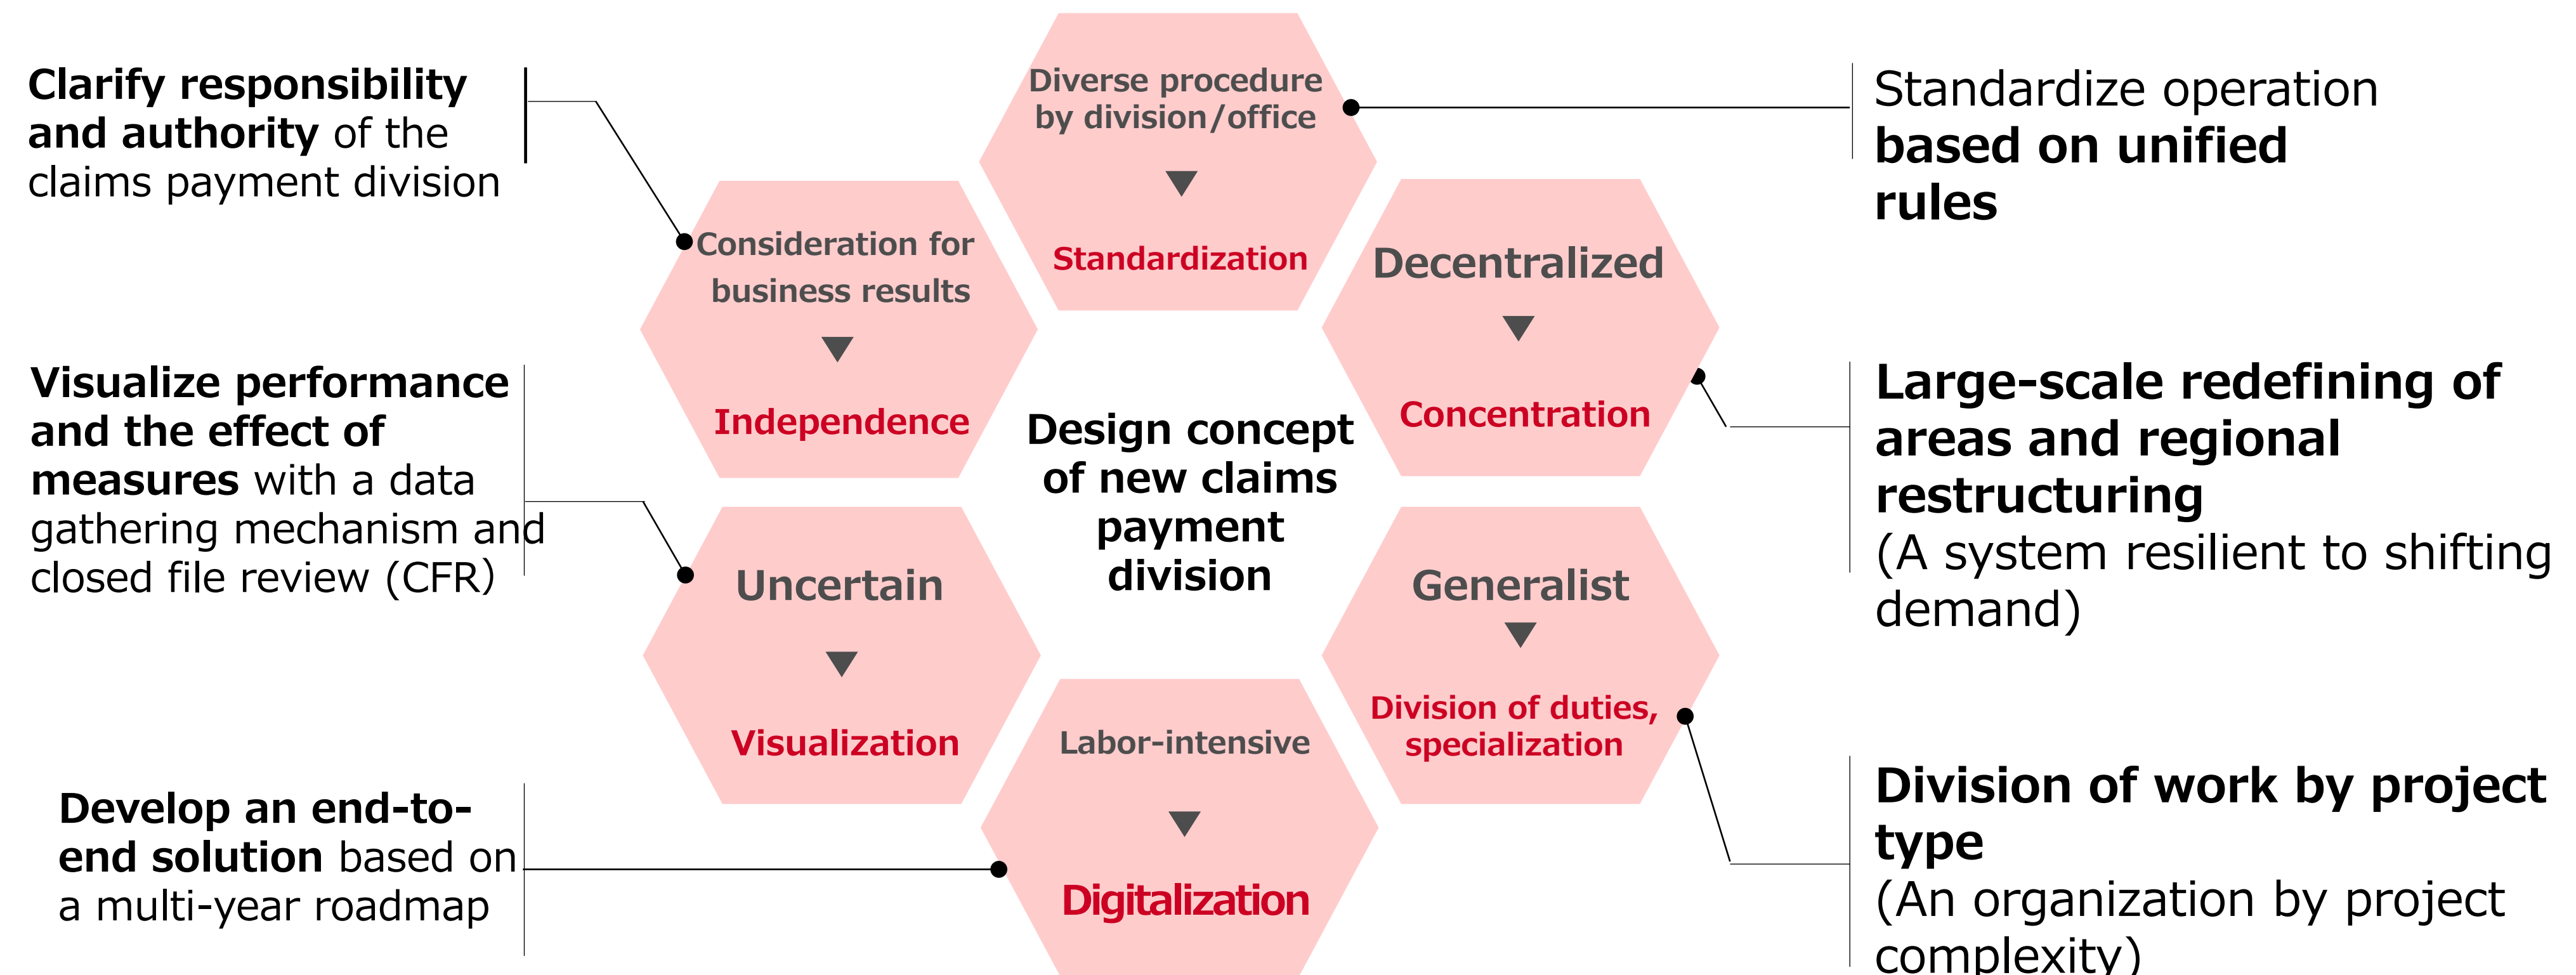 Clarify responsibility
and authority of the
claims payment division
Visualize performance
and the effect of
measures with a data
gathering mechanism and
closed file review (CFR)
Develop an end-to-
end solution based on
a multi-year roadmap
Diverse procedure
by division/office
Standardization
Consideration for
business results
Independence
Decentralized
Concentration
Design concept
of new claims
payment
division
Uncertain
Visualization
Generalist
Division of duties,
specialization
Labor-intensive
Digitalization
Standardize operation
based on unified
rules
Large-scale redefining of
areas and regional
restructuring
(A system resilient to shifting
demand)
Division of work by project
type
(An organization by project
complexity)